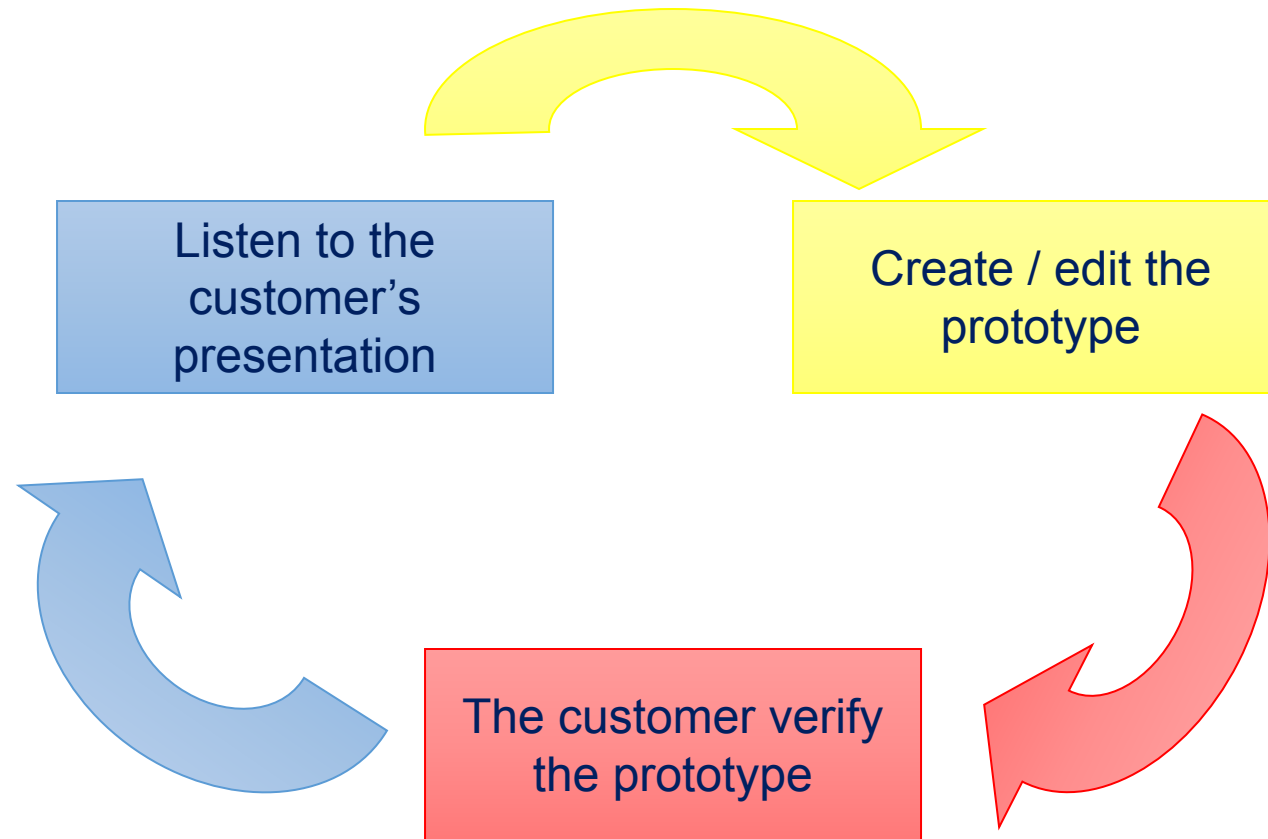 Listen to the
customer’s
presentation
Create / edit the
prototype
The customer verify
the prototype